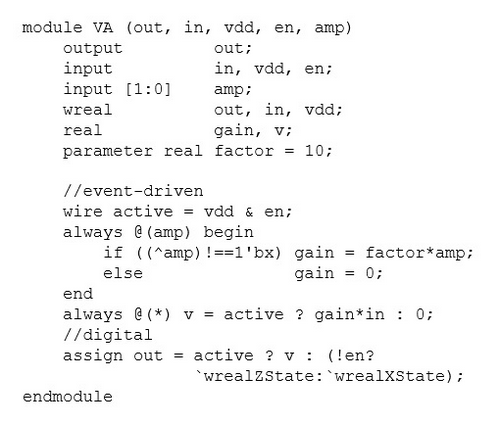 module VA (out, in, vdd, en, amp)
    output         out;
    input          in, vdd, en;
    input [1:0]    amp;
    wreal          out, in, vdd;
    real           gain, v;
    parameter real factor = 10;

    //event-driven
    wire active = vdd & en;
    always @(amp) begin
        if ((^amp)!==1'bx) gain = factor*amp;
        else               gain = 0;
    end
    always @(*) v = active ? gain*in : 0;
    //digital
    assign out = active ? v : (!en?
                 `wrealZState:`wrealXState);
endmodule